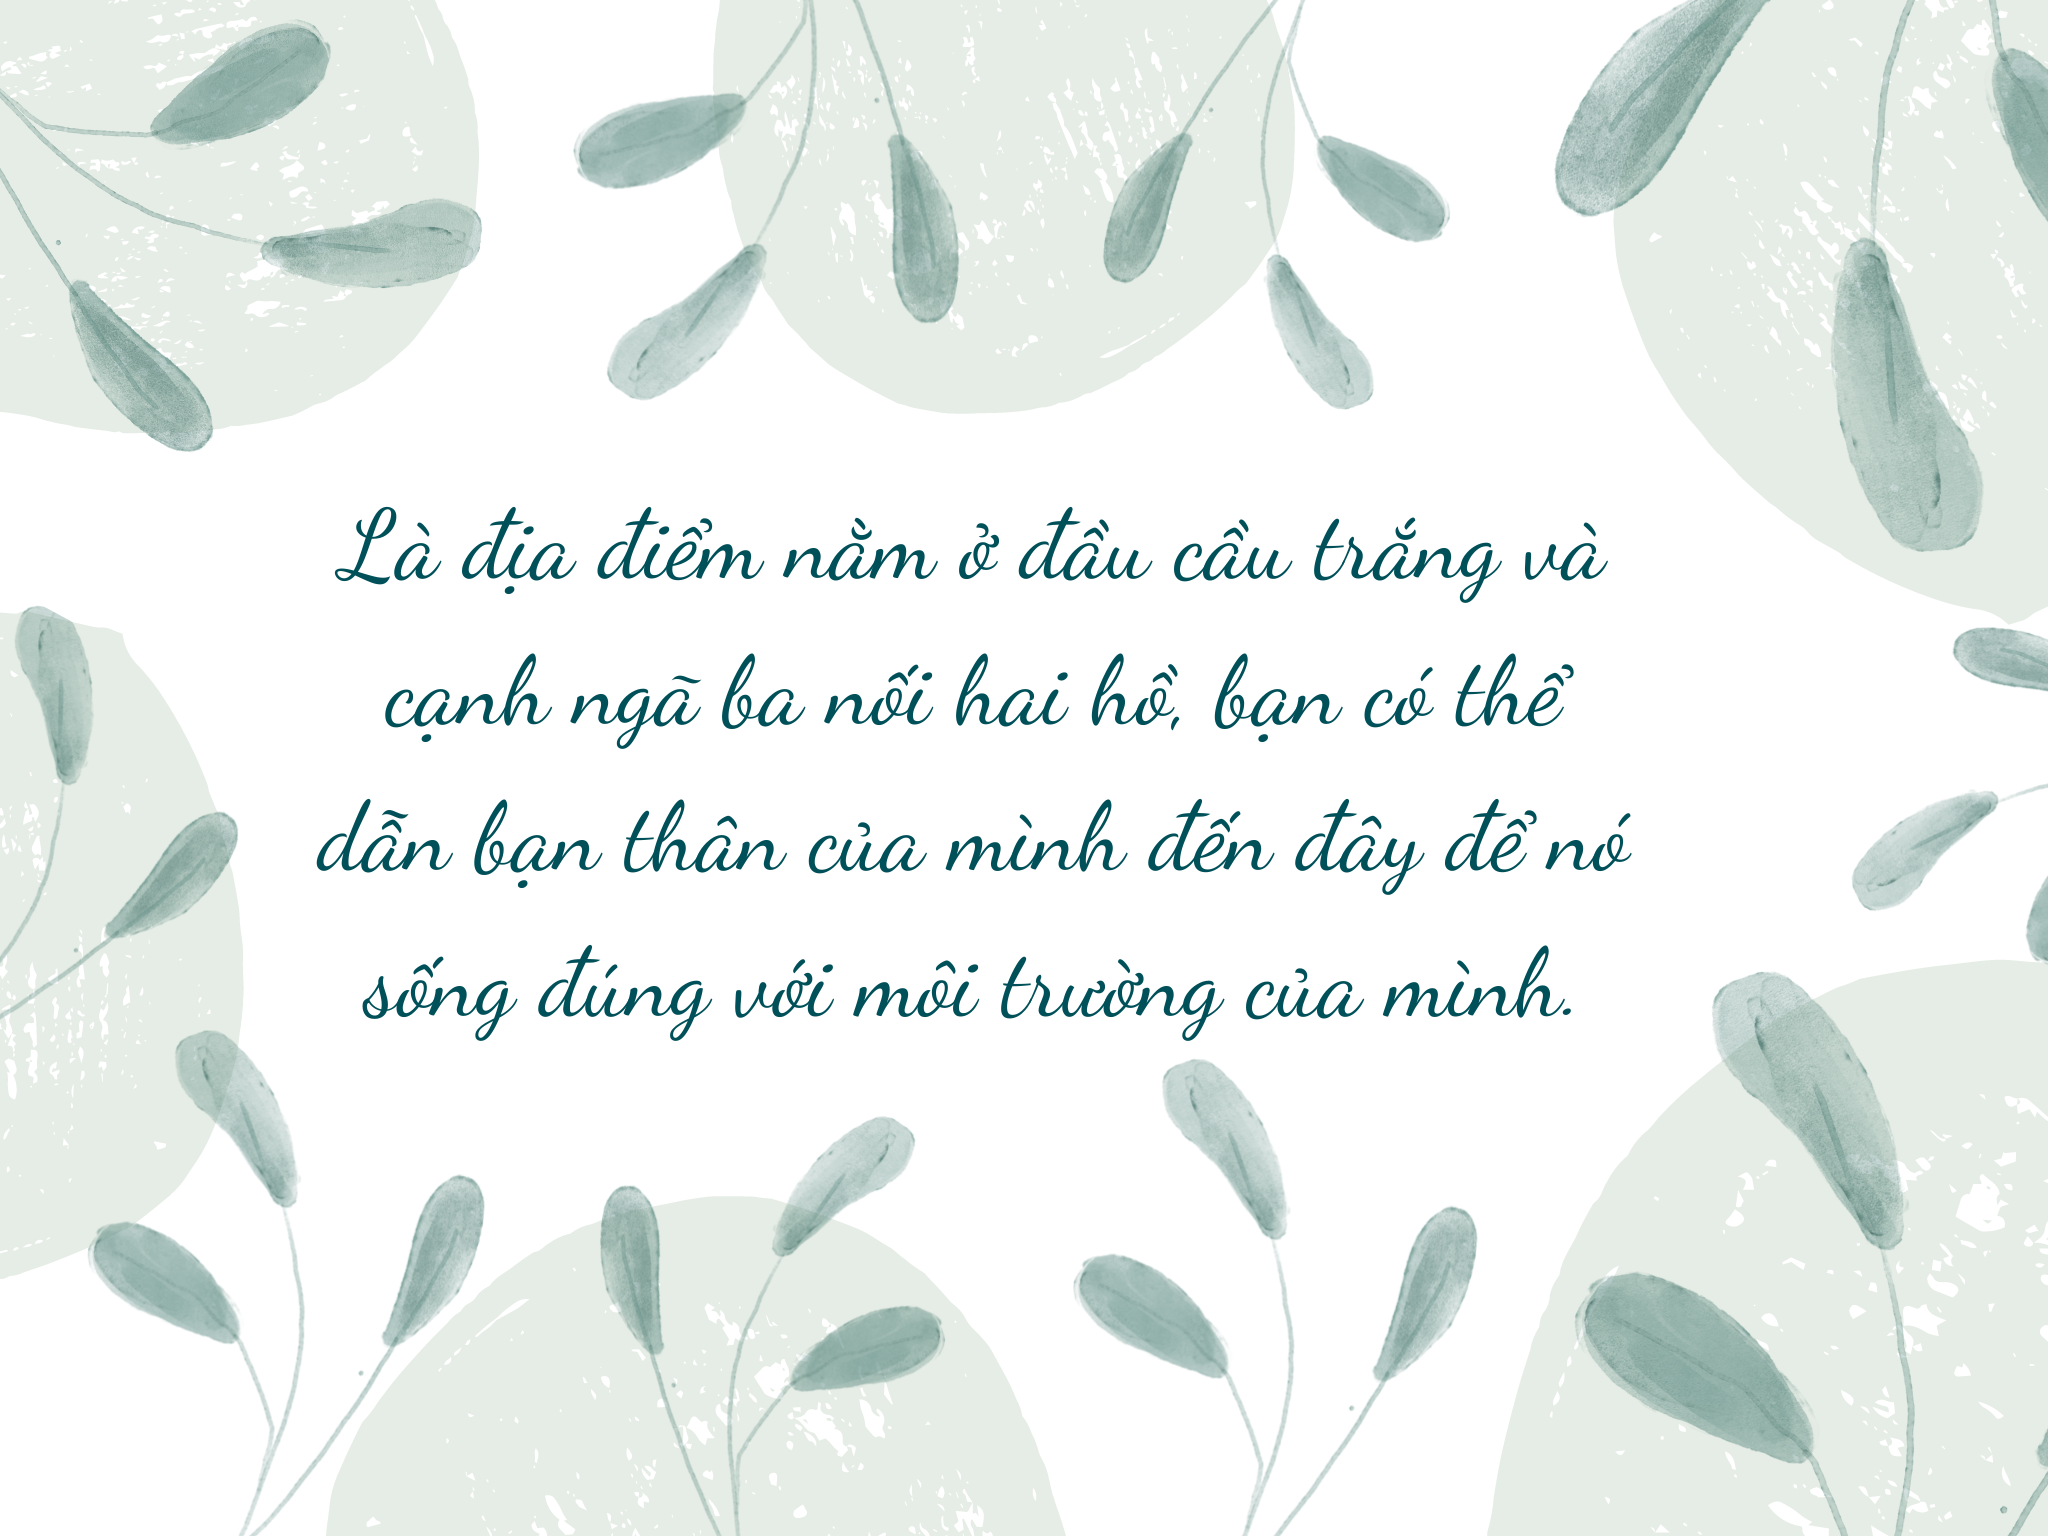 Là địa điểm nằm ở đầu cầu trắng và
cạnh ngã ba nối hai hồ, bạn có thể
dẫn bạn thân của mình đến đây để nó
sống đúng với môi trường của mình.